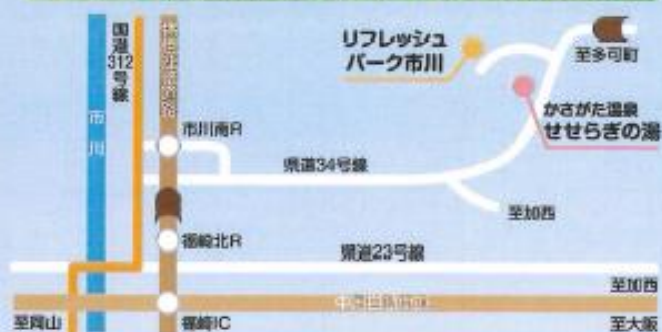 国道312号線
市川
リフレッシュ
パーク市川
至多可町
かさがた温泉
せせらぎの湯
市川南R
県道34号線
至加西
福崎北R
県道23号線
至加西
至岡山
福崎IC
至大阪